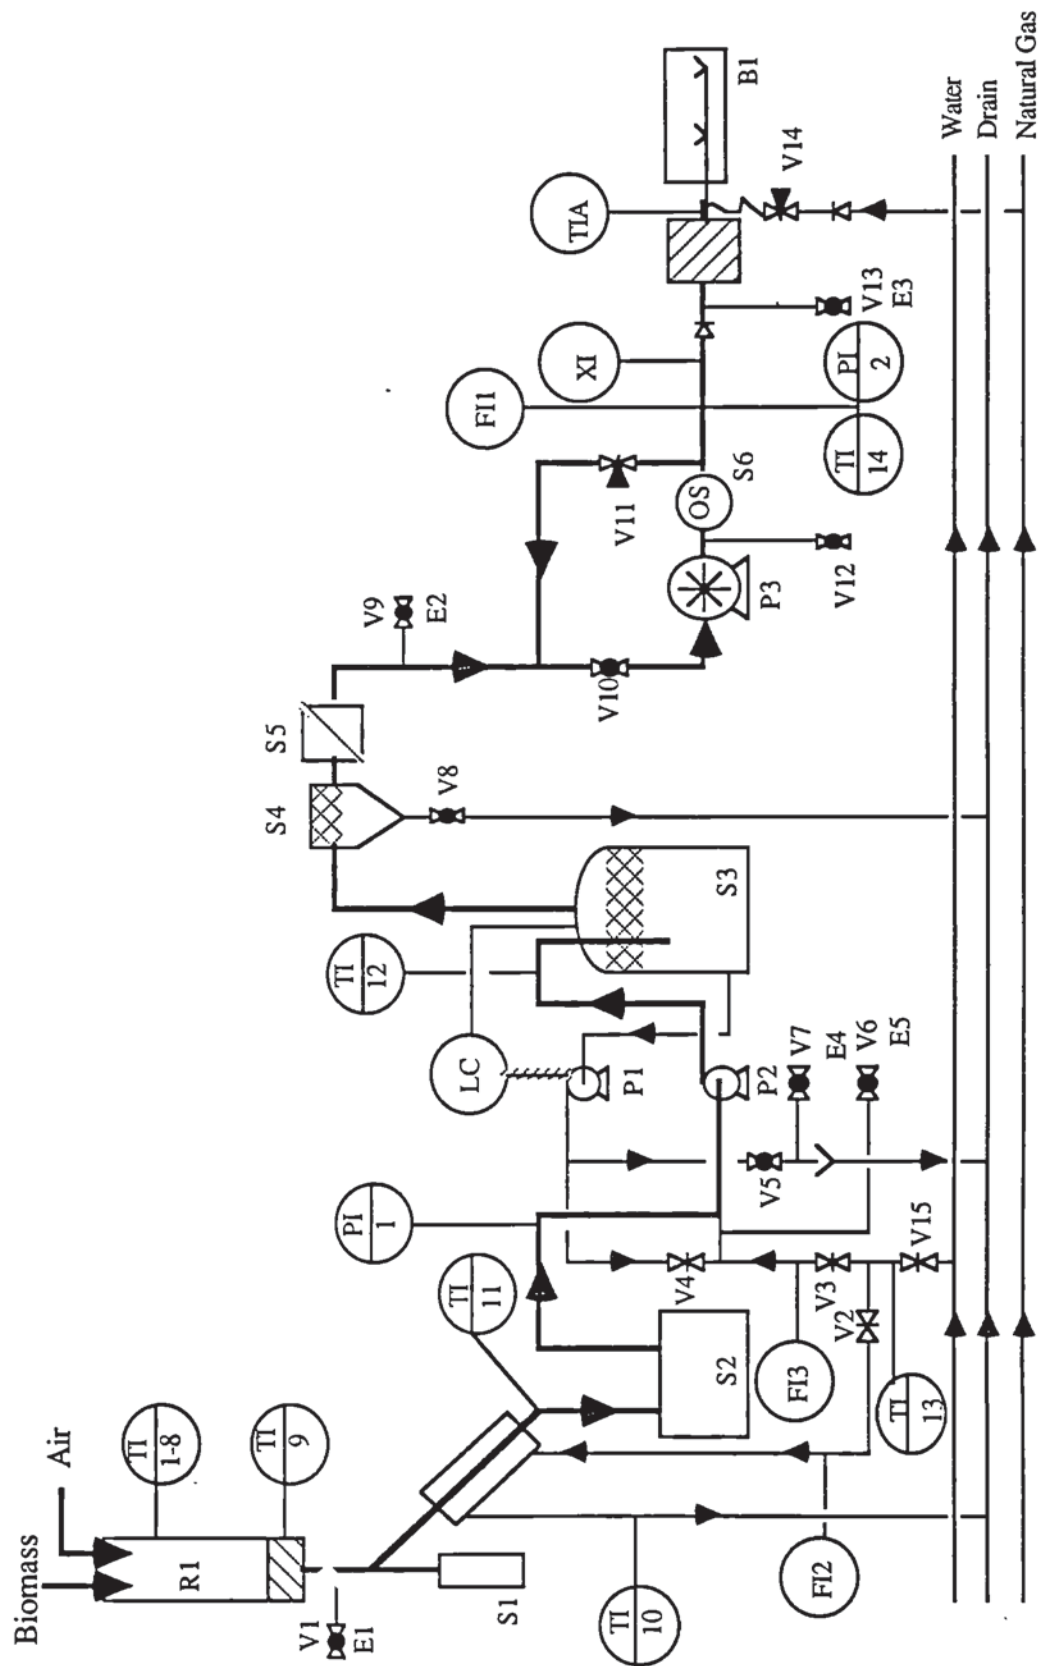 Biomass
Air
R1
TI
1-8
TI
9
V1
E1
S1
TI
10
FI2
TI
11
S2
FI3
TI
13
V2
V3
V15
V4
PI
1
V5
P2
P1
V7
E4
V6
E5
LC
TI
12
S3
S4
V8
S5
V9
E2
V10
P3
V12
V11
OS
S6
FI1
XI
TI
14
PI
2
V13
E3
TIA
V14
B1
Water
Drain
Natural Gas